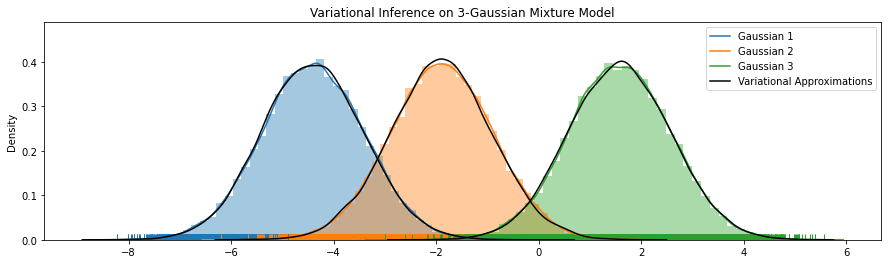 Variational Inference on 3-Gaussian Mixture Model
Gaussian 1
Gaussian 2
Gaussian 3
Variational Approximations
Density
0.4
0.3
0.2
0.1
0.0
−8 −6 −4 −2 0 2 4 6